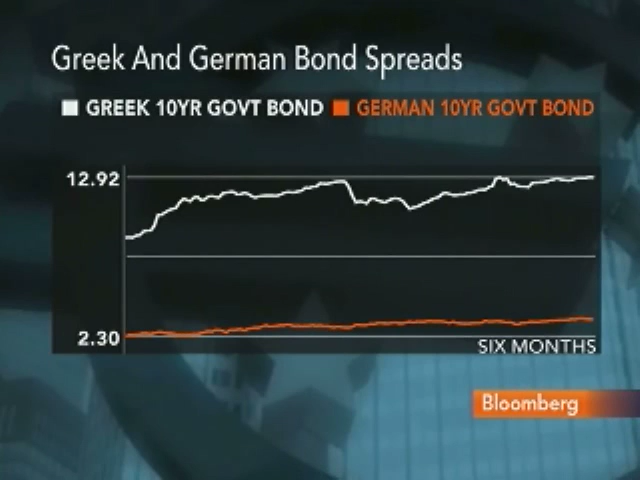 Greek And German Bond Spreads
GREEK 10YR GOVT BOND GERMAN 10YR GOVT BOND
12.92
2.30
SIX MONTHS
Bloomberg